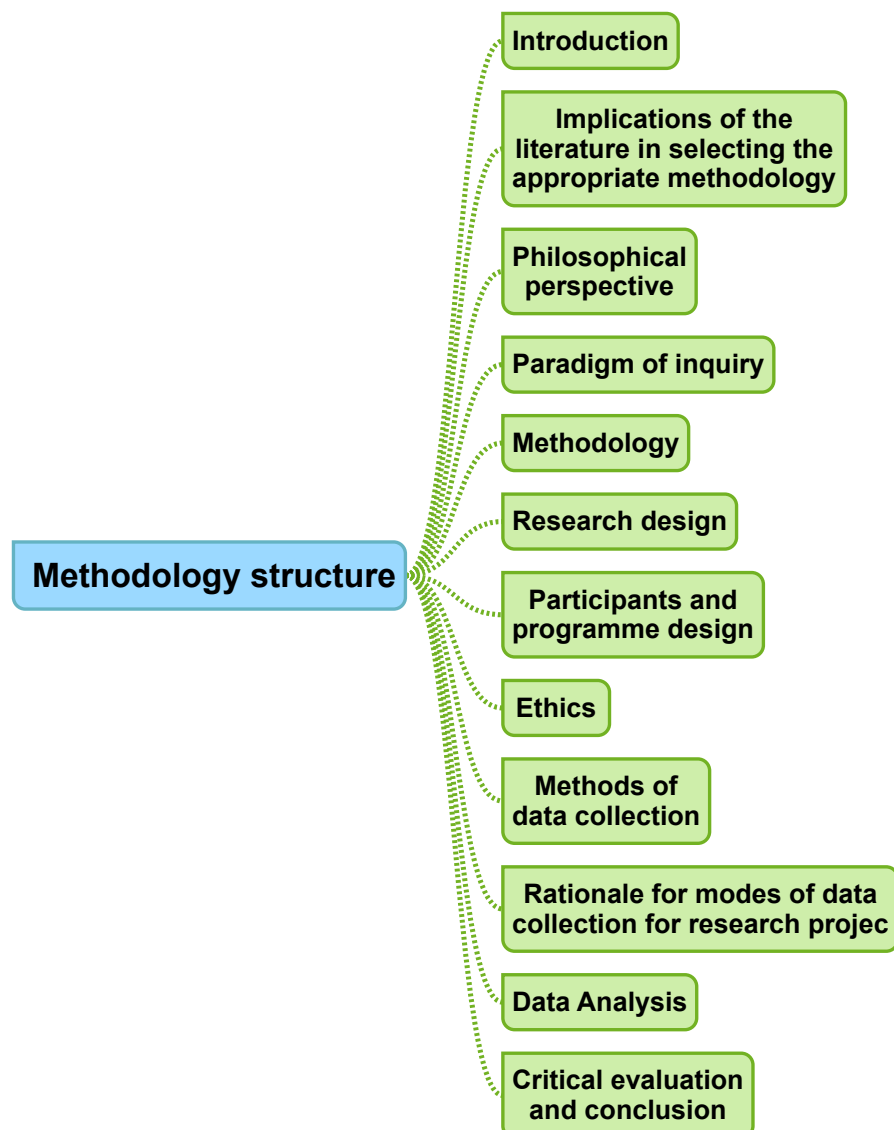 Introduction
Implications of the
literature in selecting the
appropriate methodology
Philosophical
perspective
Paradigm of inquiry
Methodology
Research design
Methodology structure
Participants and
programme design
Ethics
Methods of
data collection
Rationale for modes of data
collection for research projec
Data Analysis
Critical evaluation
and conclusion